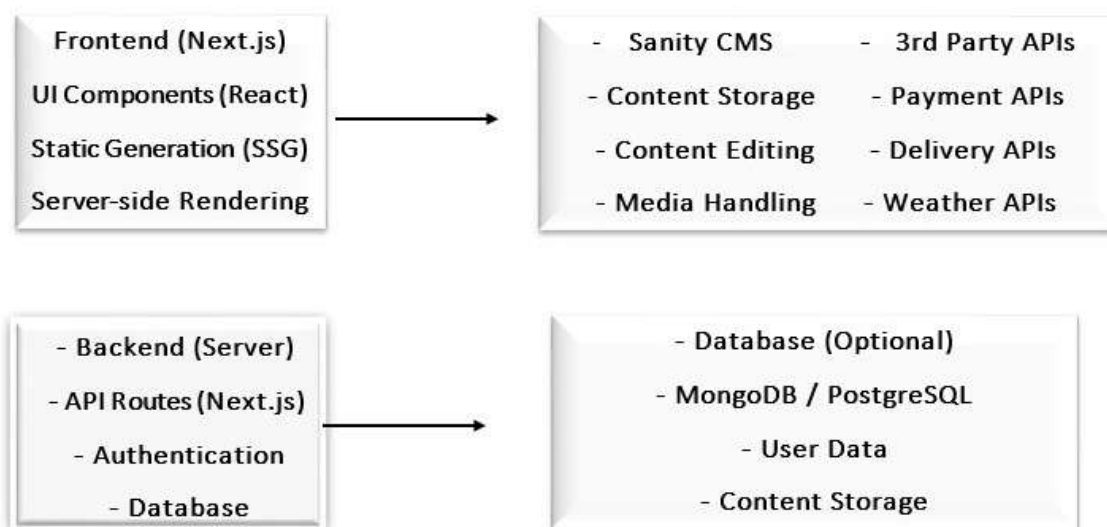 Frontend (Next.js)
UI Components (React)
Static Generation (SSG)
Server-side Rendering
- Sanity CMS - 3rd Party APIs
- Content Storage - Payment APIs
- Content Editing - Delivery APIs
- Media Handling - Weather APIs
- Backend (Server)
- API Routes (Next.js)
- Authentication
- Database
- Database (Optional)
- MongoDB / PostgreSQL
- User Data
- Content Storage